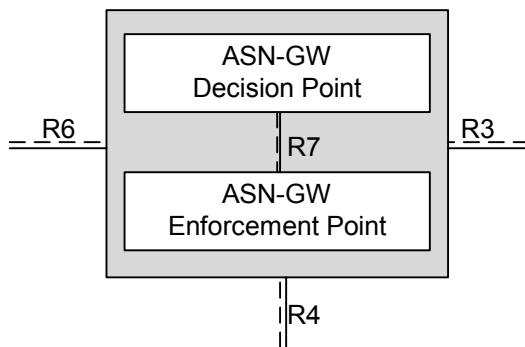 ASN-GW
Decision Point
R6
R3
R7
ASN-GW
Enforcement Point
R4